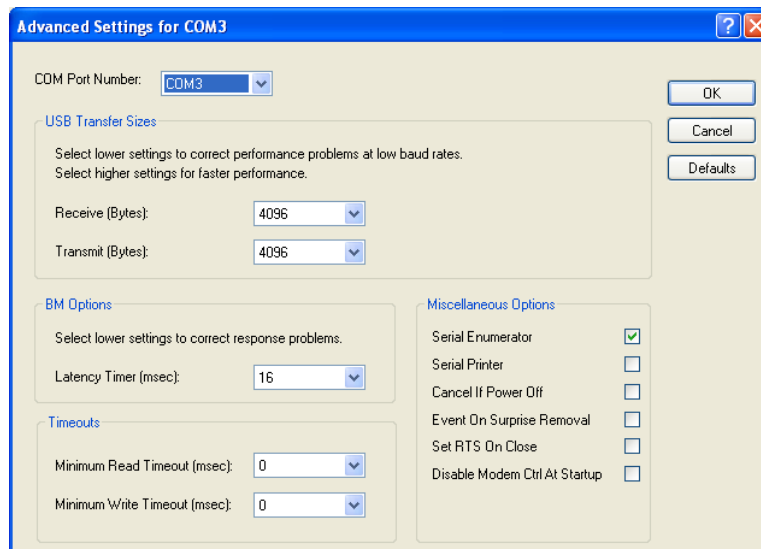 Advanced Settings for COM3
COM Port Number: COM3
OK
Cancel
Defaults
USB Transfer Sizes
Select lower settings to correct performance problems at low baud rates.
Select higher settings for faster performance.
Receive (Bytes): 4096
Transmit (Bytes): 4096
BM Options
Select lower settings to correct response problems.
Latency Timer (msec): 16
Timeouts
Minimum Read Timeout (msec): 0
Minimum Write Timeout (msec): 0
Miscellaneous Options
Serial Enumerator
Serial Printer
Cancel If Power Off
Event On Surprise Removal
Set RTS On Close
Disable Modem Ctrl At Startup